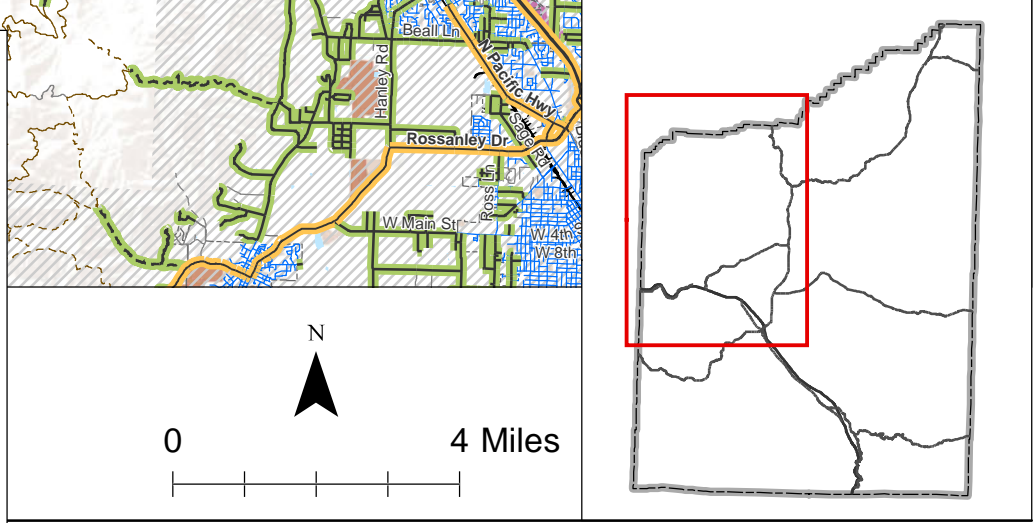 Beall Ln
N Pacific Hwy
Hanley Rd
Rossanley Dr
Sage Rd
Ross Ln
W Main St
W 4th
W 8th
N
0 4 Miles